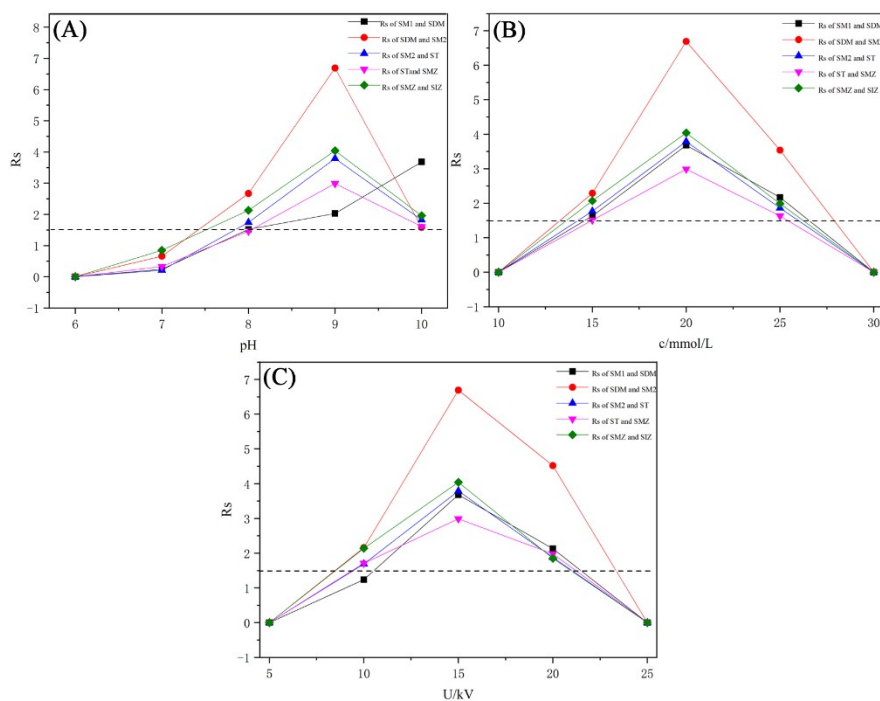 (A)
Rs of SM1 and SDM
Rs of SDM and SM2
Rs of SM2 and ST
Rs of STand SMZ
Rs of SMZ and SIZ
8
7
6
5
4
3
2
1
0
-1
Rs
6 7 8 9 10
pH
(B)
Rs of SM1 and SDM
Rs of SDM and SM2
Rs of SM2 and ST
Rs of ST and SMZ
Rs of SMZ and SIZ
7
6
5
4
3
2
1
0
-1
Rs
10 15 20 25 30
c/mmol/L
(C)
Rs of SM1 and SDM
Rs of SDM and SM2
Rs of SM2 and ST
Rs of ST and SMZ
Rs of SMZ and SIZ
7
6
5
4
3
2
1
0
-1
Rs
5 10 15 20 25
U/kV